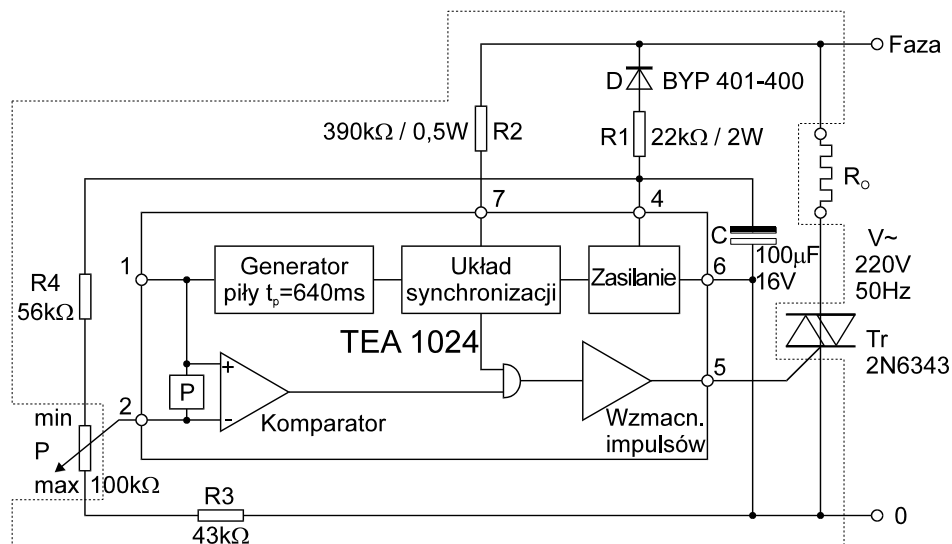 Faza
D
BYP 401-400
390kΩ / 0,5W
R2
R1
22kΩ / 2W
R₀
7
4
C
100μF
16V
V~
220V
50Hz
1
Generator
piły tₚ=640ms
Układ
synchronizacji
Zasilanie
6
R4
56kΩ
TEA 1024
Tr
2N6343
P
+
-
2
Komparator
5
Wzmacn.
impulsów
min
P
max
100kΩ
R3
43kΩ
0